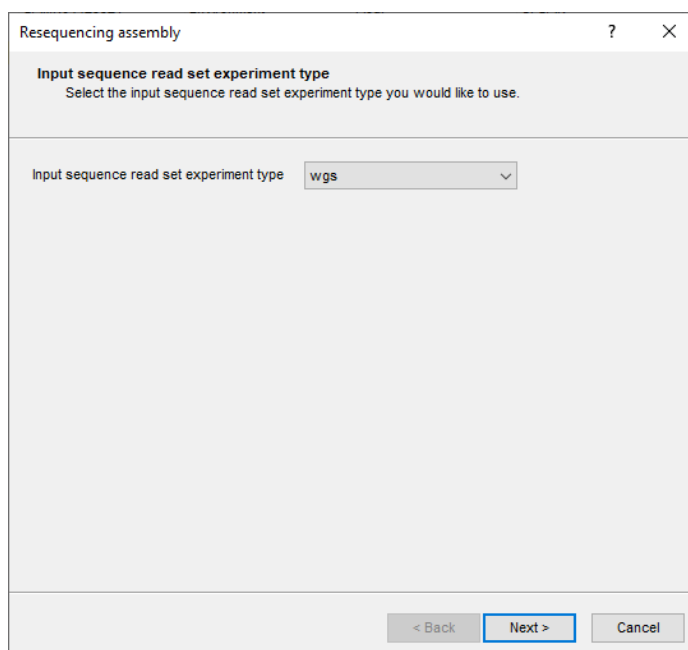 Resequencing assembly
Input sequence read set experiment type
Select the input sequence read set experiment type you would like to use.
Input sequence read set experiment type wgs
< Back Next > Cancel